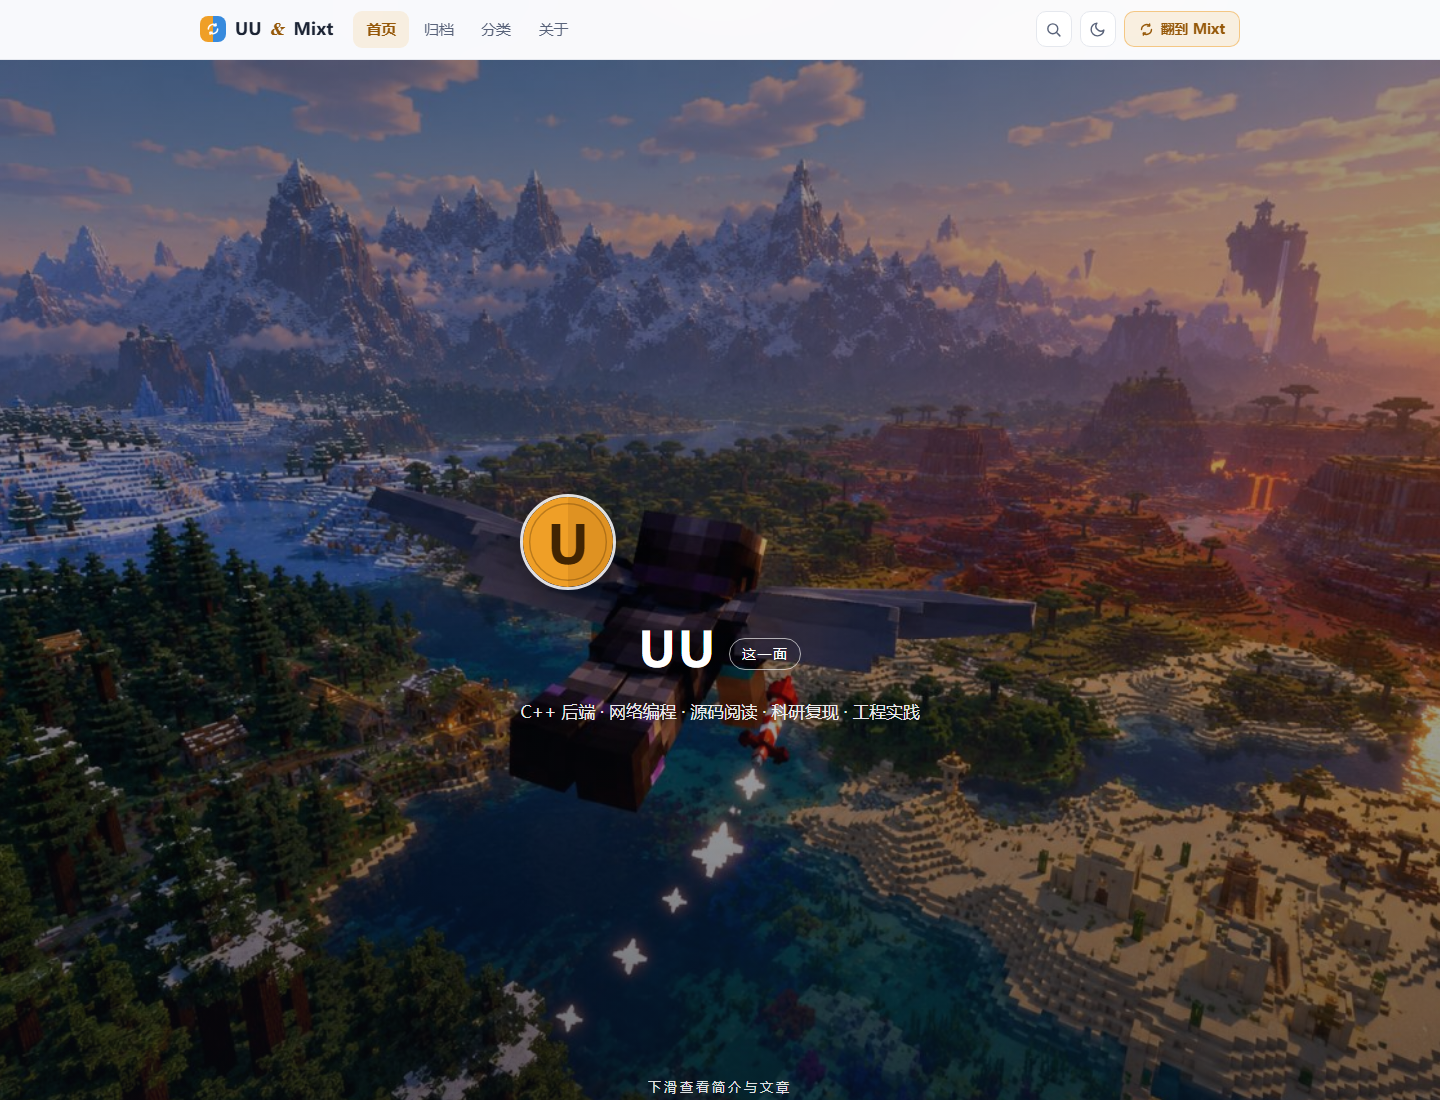 UU & Mixt 首页 归档 分类 关于 翻到 Mixt
U
UU 这一面
C++ 后端 · 网络编程 · 源码阅读 · 科研复现 · 工程实践
下滑查看简介与文章